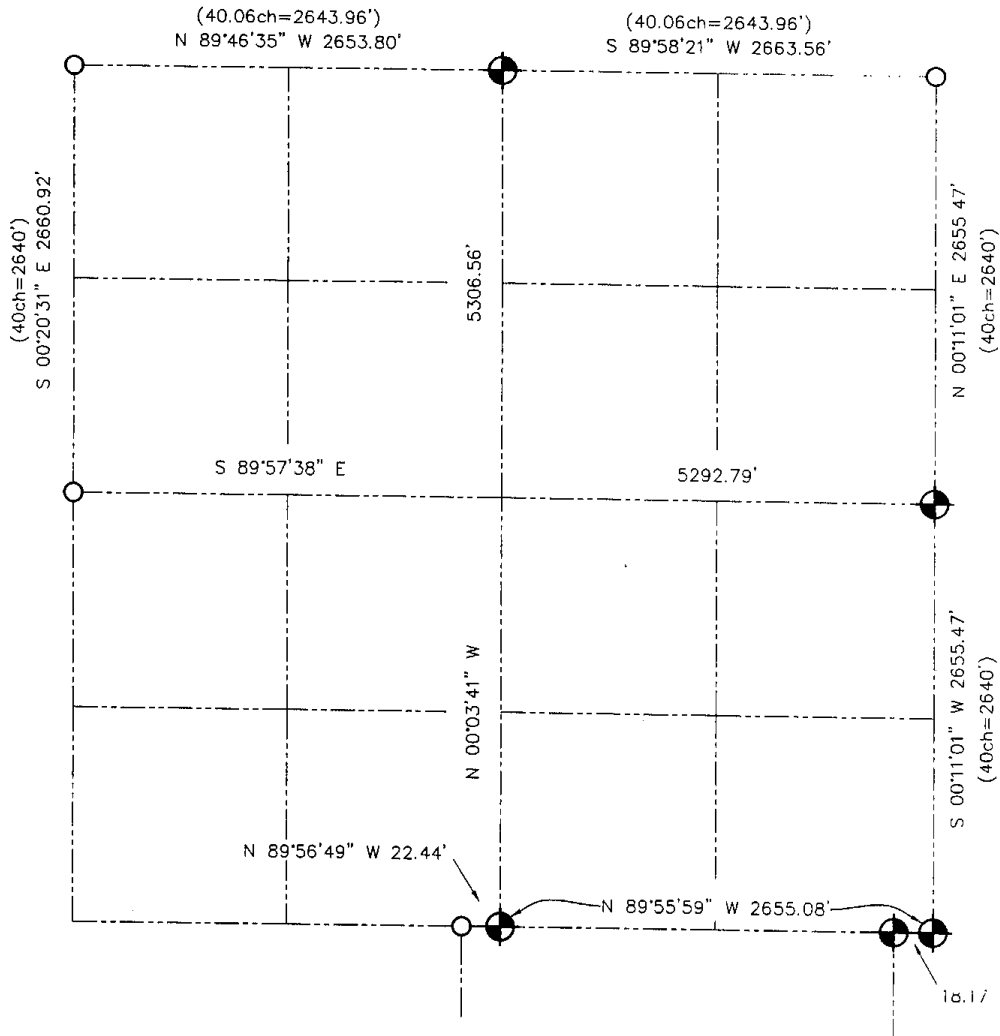 (40.06ch=2643.96')
N 89°46'35" W 2653.80'
(40.06ch=2643.96')
S 89°58'21" W 2663.56'
(40ch=2640')
S 00°20'31" E 2660.92'
5306.56'
N 00°11'01" E 2655.47'
(40ch=2640')
S 89°57'38" E
5292.79'
N 00°03'41" W
S 00°11'01" W 2655.47'
(40ch=2640')
N 89°56'49" W 22.44'
N 89°55'59" W 2655.08'
18.17